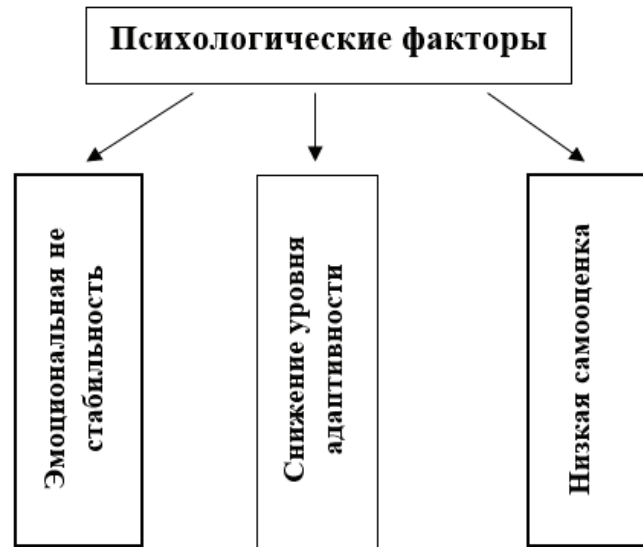 Психологические факторы
Эмоциональная не
стабильность
Снижение уровня
адаптивности
Низкая самооценка